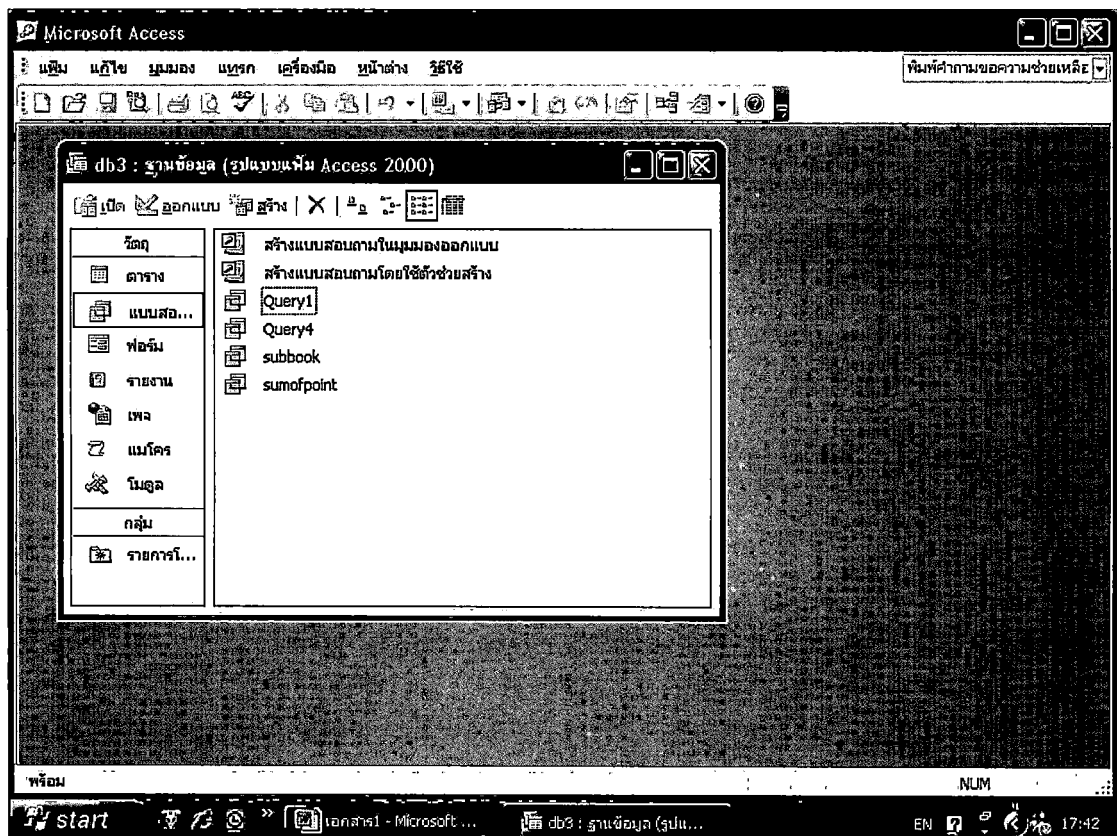 Microsoft Access
แฟ้ม แก้ไข มุมมอง แทรก เครื่องมือ หน้าต่าง วิธีใช้ พิมพ์คำถามขอความช่วยเหลือ
db3 : ฐานข้อมูล (รูปแบบแฟ้ม Access 2000)
เปิด ออกแบบ สร้าง
วัตถุ
ตาราง
แบบสอ...
ฟอร์ม
รายงาน
เพจ
แมโคร
โมดูล
กลุ่ม
รายการโ...
สร้างแบบสอบถามในมุมมองออกแบบ
สร้างแบบสอบถามโดยใช้ตัวช่วยสร้าง
Query1
Query4
subbook
sumofpoint
พร้อม NUM
start เอกสาร1 - Microsoft ... db3 : ฐานข้อมูล (รูปแ... EN 17:42